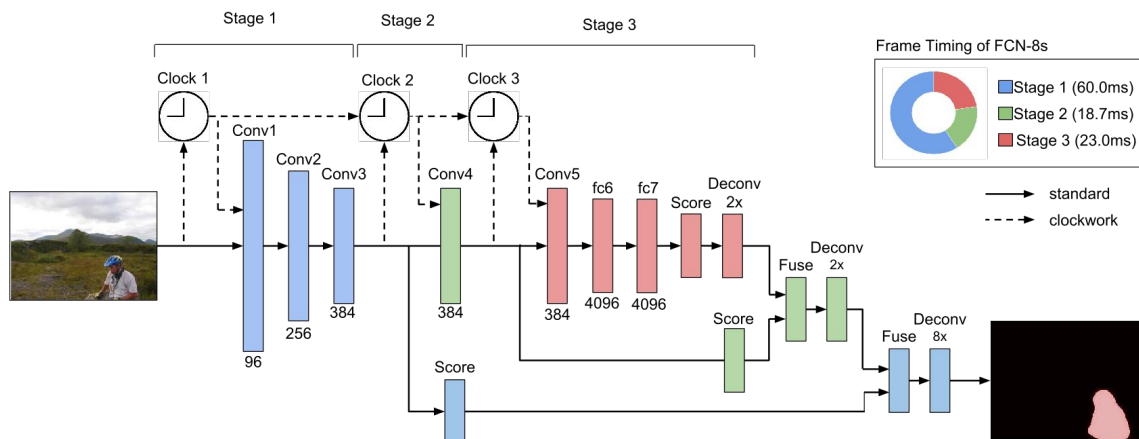 Stage 1
Stage 2
Stage 3
Clock 1
Clock 2
Clock 3
Frame Timing of FCN-8s
Stage 1 (60.0ms)
Stage 2 (18.7ms)
Stage 3 (23.0ms)
standard
clockwork
Conv1
96
Conv2
256
Conv3
384
Conv4
384
Conv5
384
fc6
4096
fc7
4096
Score
Deconv
2x
Fuse
Deconv
2x
Score
Score
Fuse
Deconv
8x